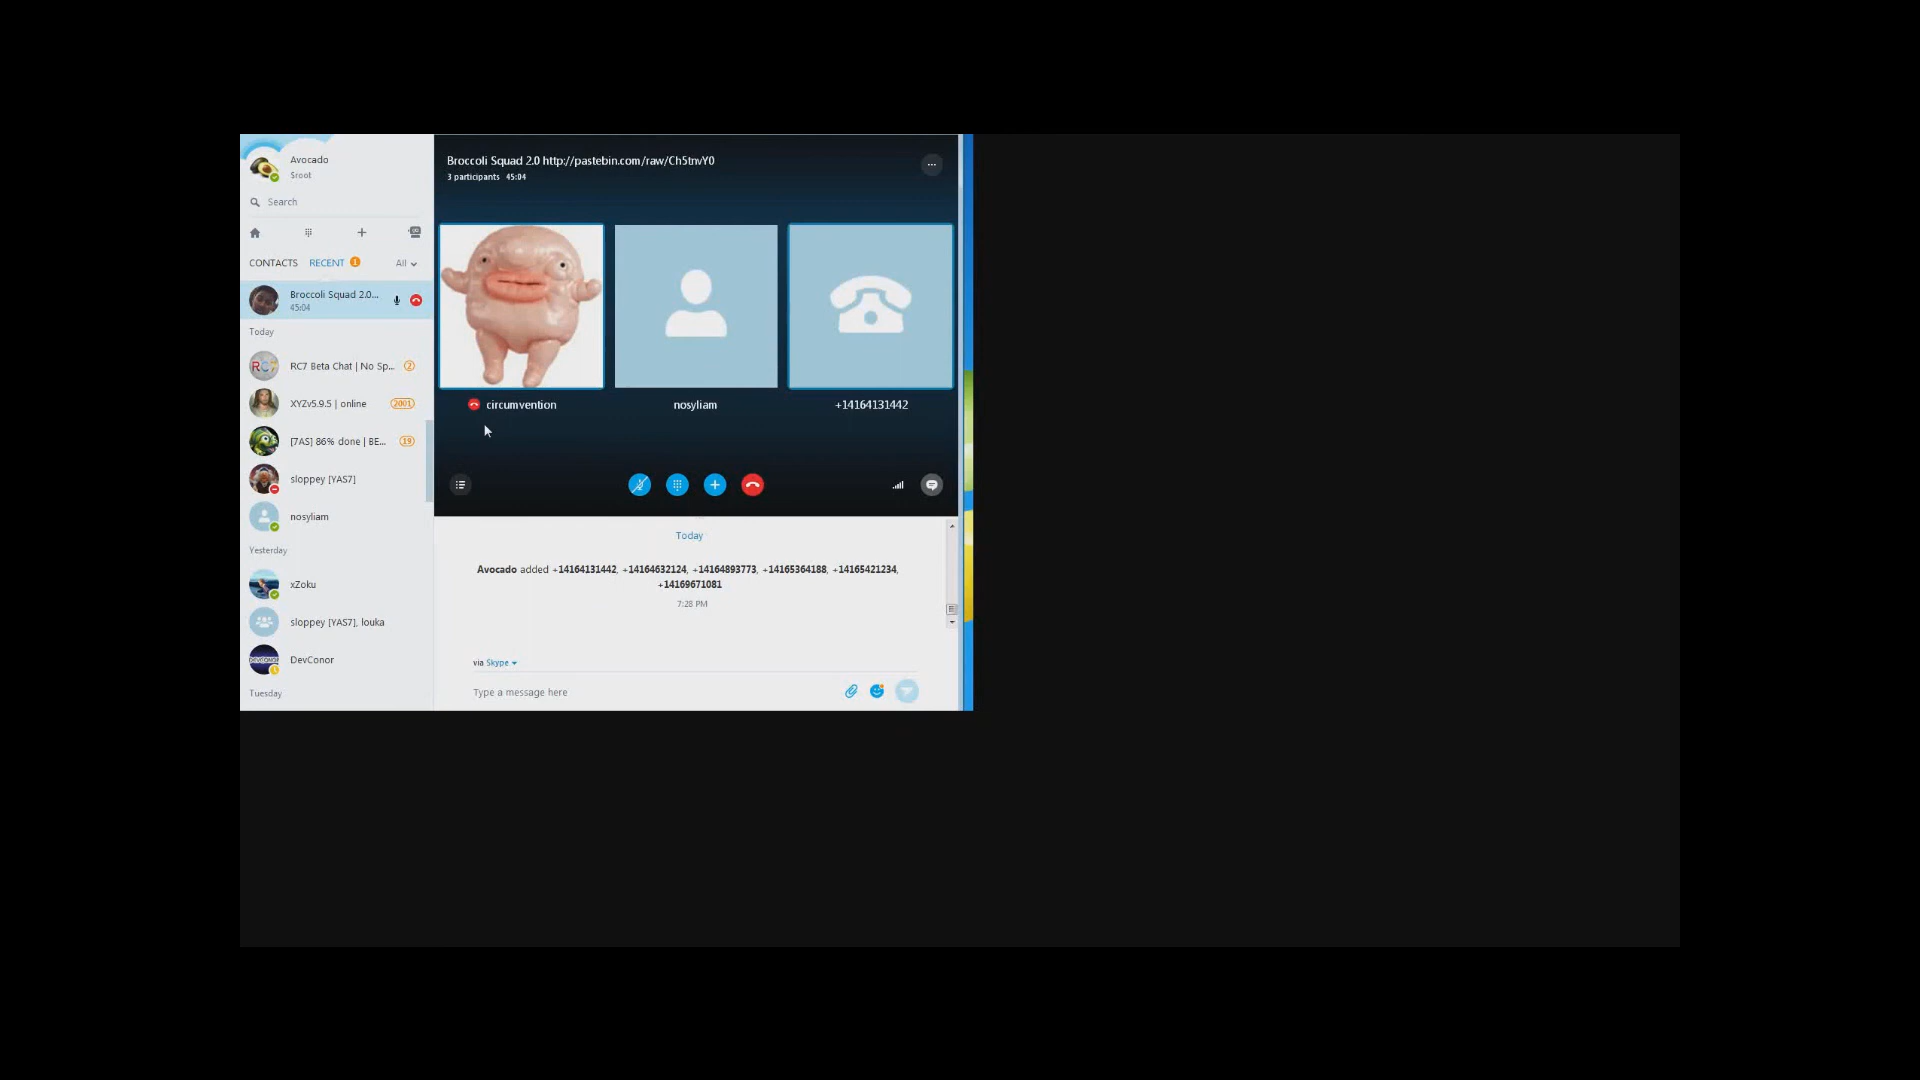 Avocado
$root
Search
CONTACTS RECENT 1 All
Broccoli Squad 2.0...
45:04
Today
RC7 Beta Chat | No Sp... 2
XYZv5.9.5 | online 2001
[7AS] 86% done | BE... 19
sloppey [YAS7]
nosyliam
Yesterday
xZoku
sloppey [YAS7], louka
DevConor
Tuesday
Broccoli Squad 2.0 http://pastebin.com/raw/Ch5tnvY0
3 participants 45:04
circumvention
nosyliam
+14164131442
Today
Avocado added +14164131442, +14164632124, +14164893773, +14165364188, +14165421234,
+14169671081
7:28 PM
via Skype
Type a message here